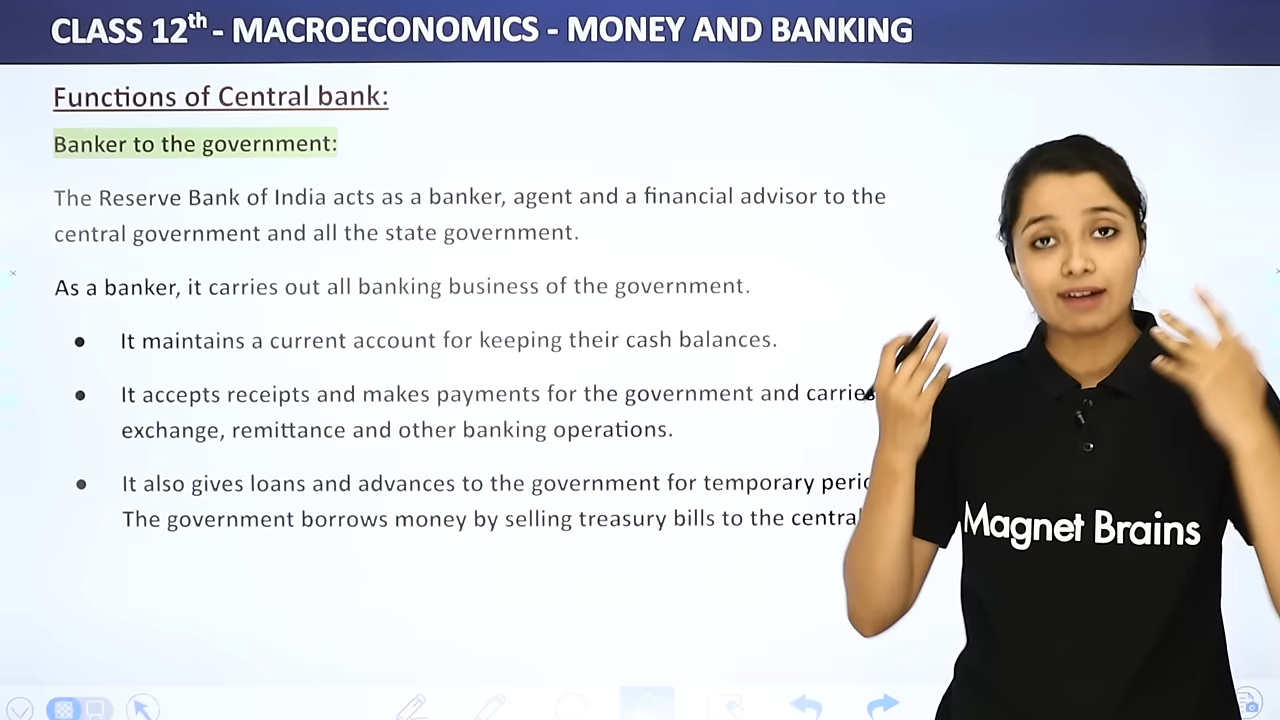 CLASS 12th - MACROECONOMICS - MONEY AND BANKING
Functions of Central bank:
Banker to the government:
The Reserve Bank of India acts as a banker, agent and a financial advisor to the
central government and all the state government.
As a banker, it carries out all banking business of the government.
● It maintains a current account for keeping their cash balances.
● It accepts receipts and makes payments for the government and carries
exchange, remittance and other banking operations.
● It also gives loans and advances to the government for temporary
The government borrows money by selling treasury bills to the central
Magnet Brains